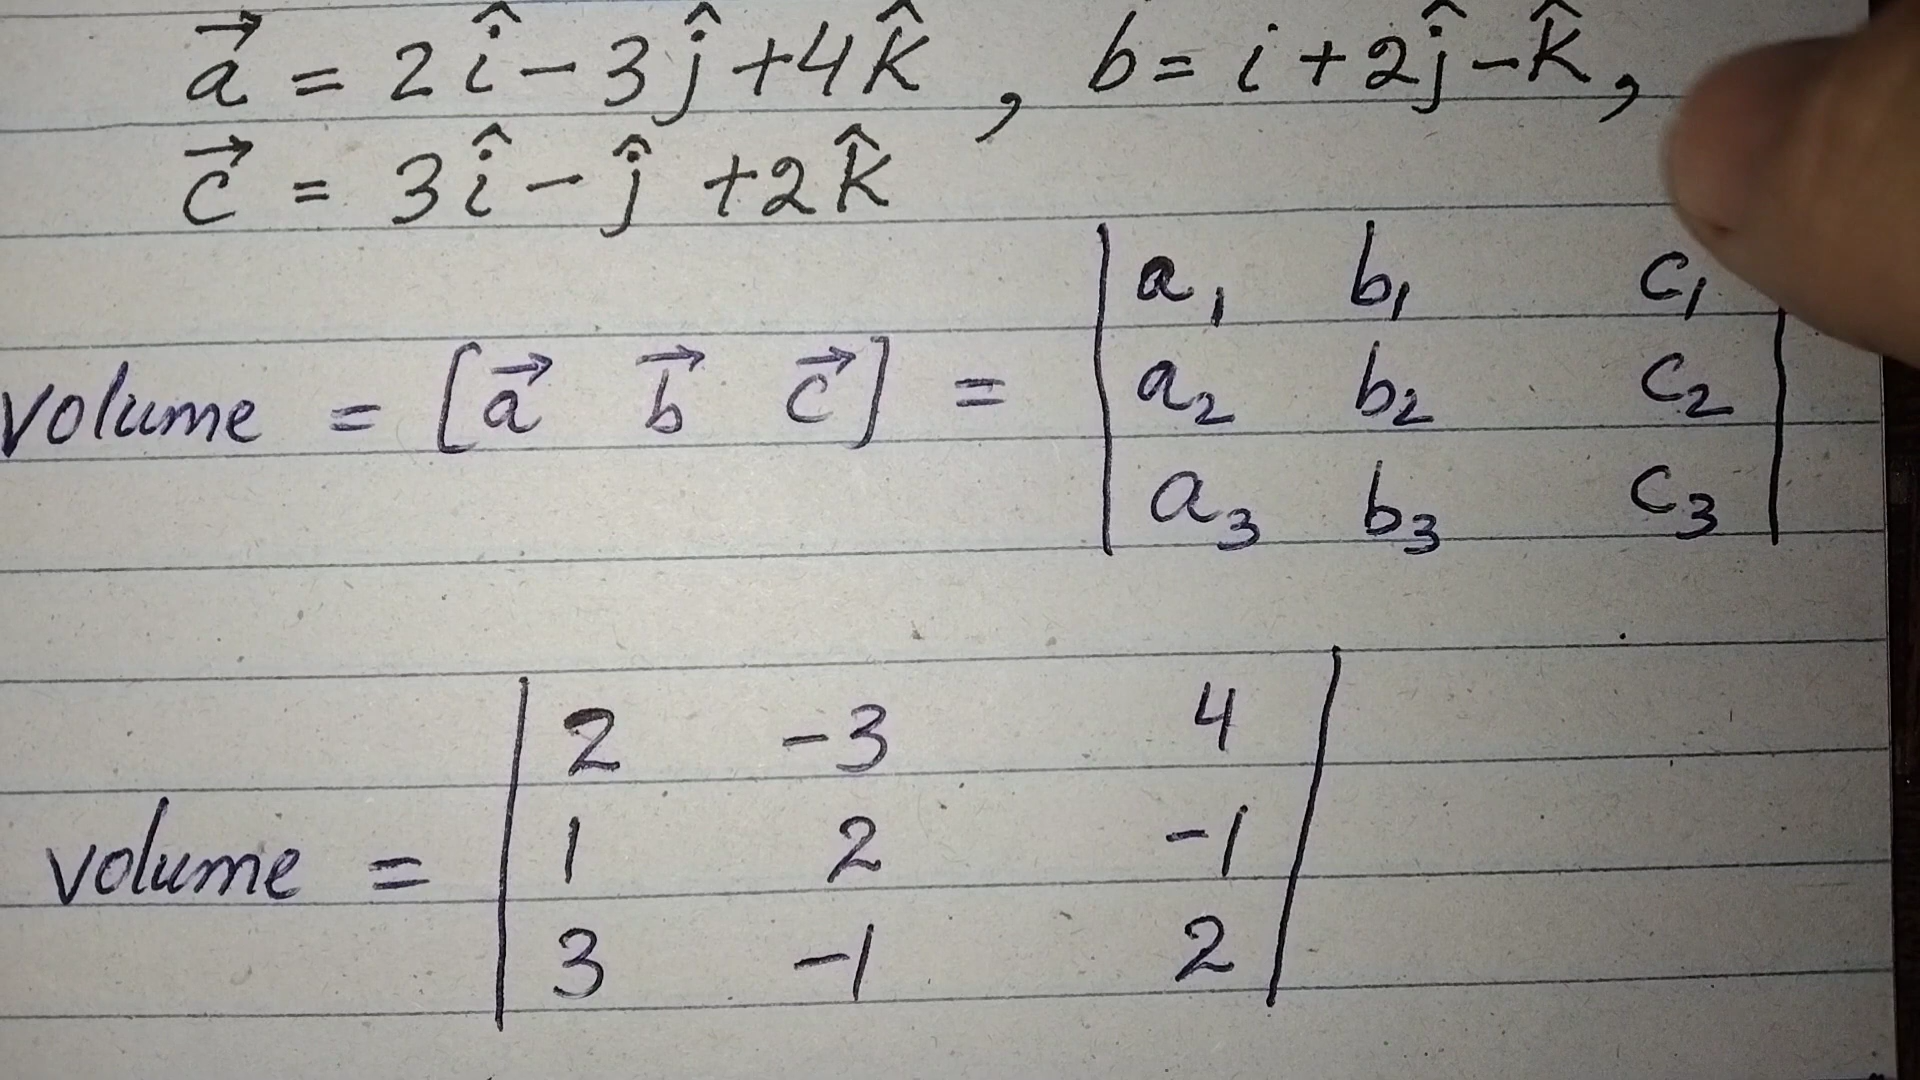 a⃗ = 2î - 3ĵ + 4k̂ , b = i + 2ĵ - k̂ ,
c⃗ = 3î - ĵ + 2k̂
volume = [a⃗ b⃗ c⃗] = | a₁ b₁ c₁ |
| a₂ b₂ c₂ |
| a₃ b₃ c₃ |
volume = | 2 -3 4 |
| 1 2 -1 |
| 3 -1 2 |